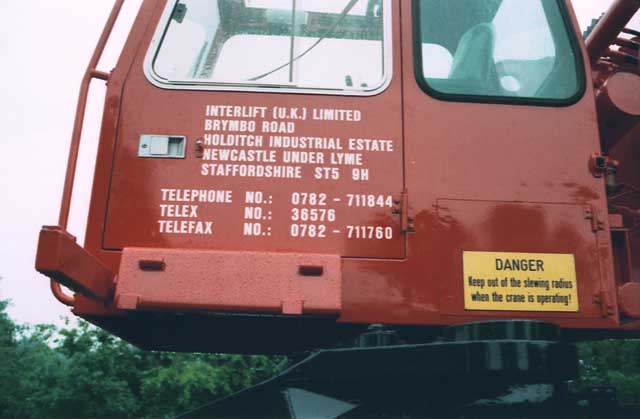 INTERLIFT (U.K.) LIMITED
BRYMBO ROAD
HOLDITCH INDUSTRIAL ESTATE
NEWCASTLE UNDER LYME
STAFFORDSHIRE ST5 9H
TELEPHONE NO.: 0782 - 711844
TELEX NO.: 36576
TELEFAX NO.: 0782 - 711760
DANGER
Keep out of the slewing radius
when the crane is operating!